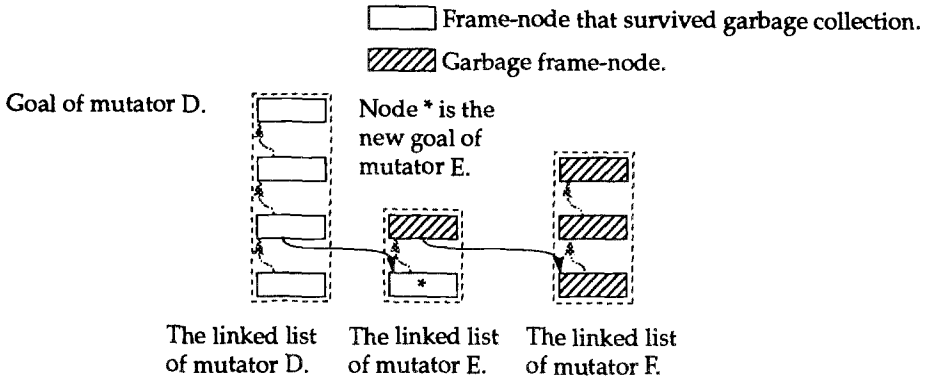 Frame-node that survived garbage collection.
Garbage frame-node.
Goal of mutator D.
Node * is the
new goal of
mutator E.
*
The linked list
of mutator D.
The linked list
of mutator E.
The linked list
of mutator F.